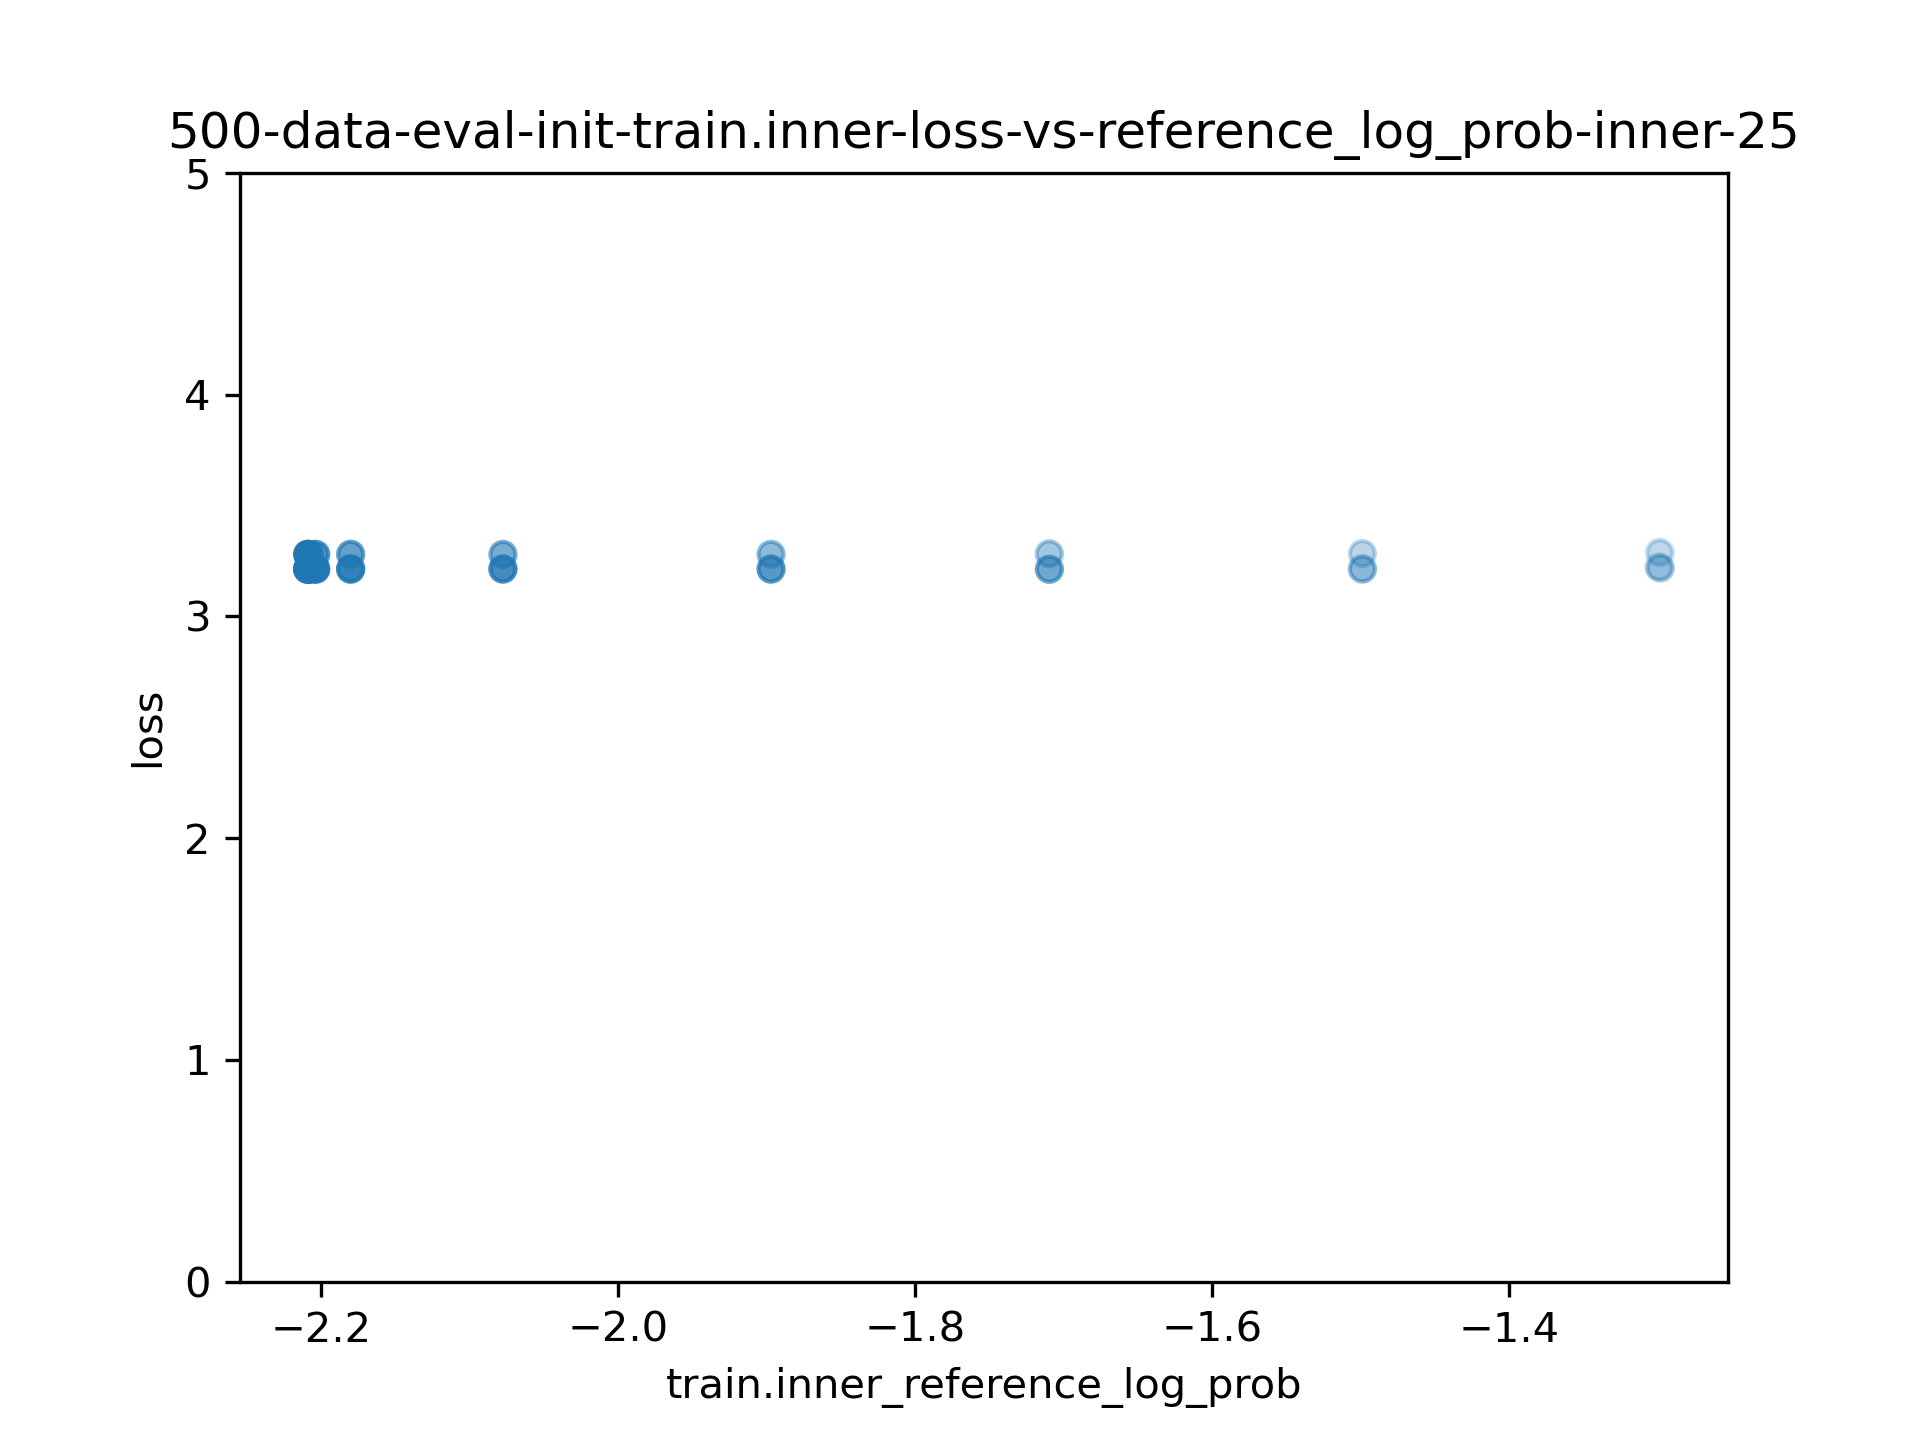 500-data-eval-init-train.inner-loss-vs-reference_log_prob-inner-25
5
4
3
2
1
0
loss
−2.2 −2.0 −1.8 −1.6 −1.4
train.inner_reference_log_prob